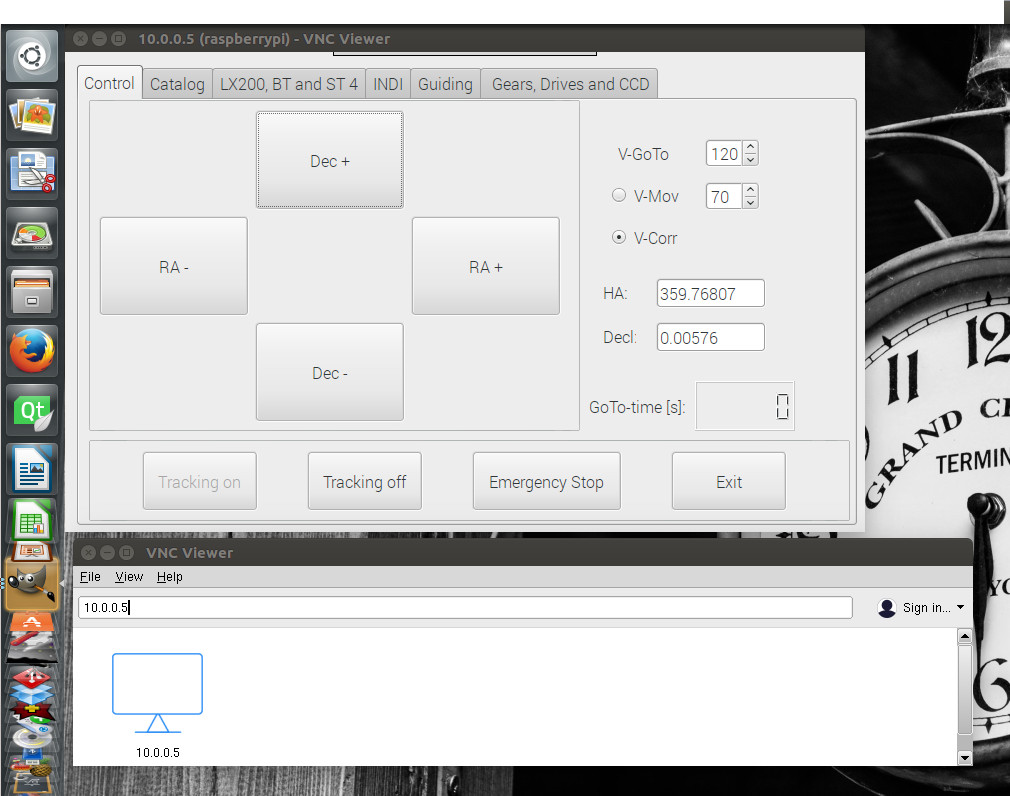 10.0.0.5 (raspberrypi) - VNC Viewer
Control Catalog LX200, BT and ST 4 INDI Guiding Gears, Drives and CCD
Dec +
RA -
RA +
Dec -
V-GoTo 120
V-Mov 70
V-Corr
HA: 359.76807
Decl: 0.00576
GoTo-time [s]: 0
Tracking on Tracking off Emergency Stop Exit
VNC Viewer
File View Help
10.0.0.5 Sign in...
10.0.0.5
Qt
11 12
GRAND
TERMIN
6